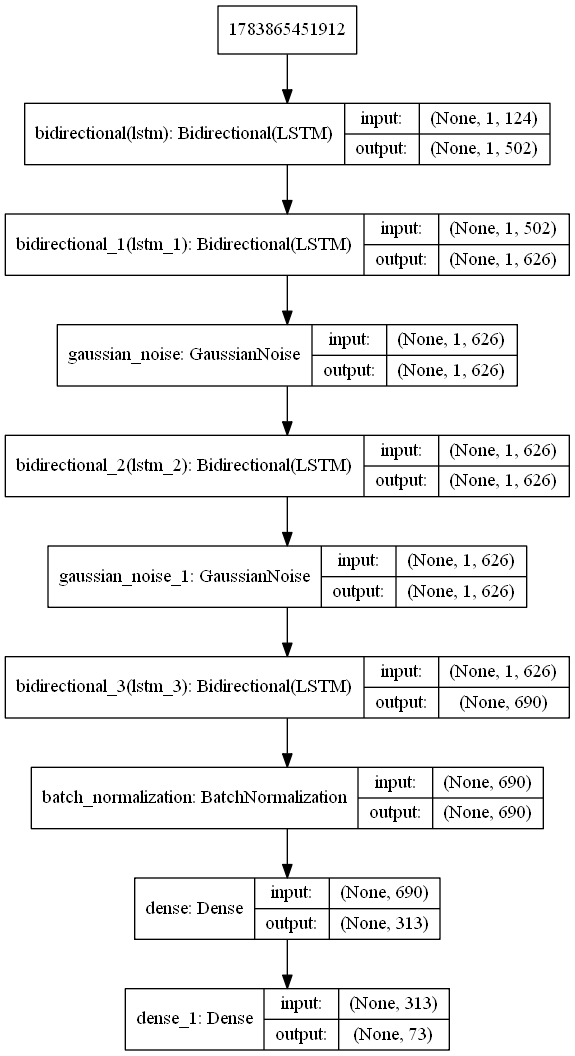 1783865451912
bidirectional(lstm): Bidirectional(LSTM)
input: (None, 1, 124)
output: (None, 1, 502)
bidirectional_1(lstm_1): Bidirectional(LSTM)
input: (None, 1, 502)
output: (None, 1, 626)
gaussian_noise: GaussianNoise
input: (None, 1, 626)
output: (None, 1, 626)
bidirectional_2(lstm_2): Bidirectional(LSTM)
input: (None, 1, 626)
output: (None, 1, 626)
gaussian_noise_1: GaussianNoise
input: (None, 1, 626)
output: (None, 1, 626)
bidirectional_3(lstm_3): Bidirectional(LSTM)
input: (None, 1, 626)
output: (None, 690)
batch_normalization: BatchNormalization
input: (None, 690)
output: (None, 690)
dense: Dense
input: (None, 690)
output: (None, 313)
dense_1: Dense
input: (None, 313)
output: (None, 73)